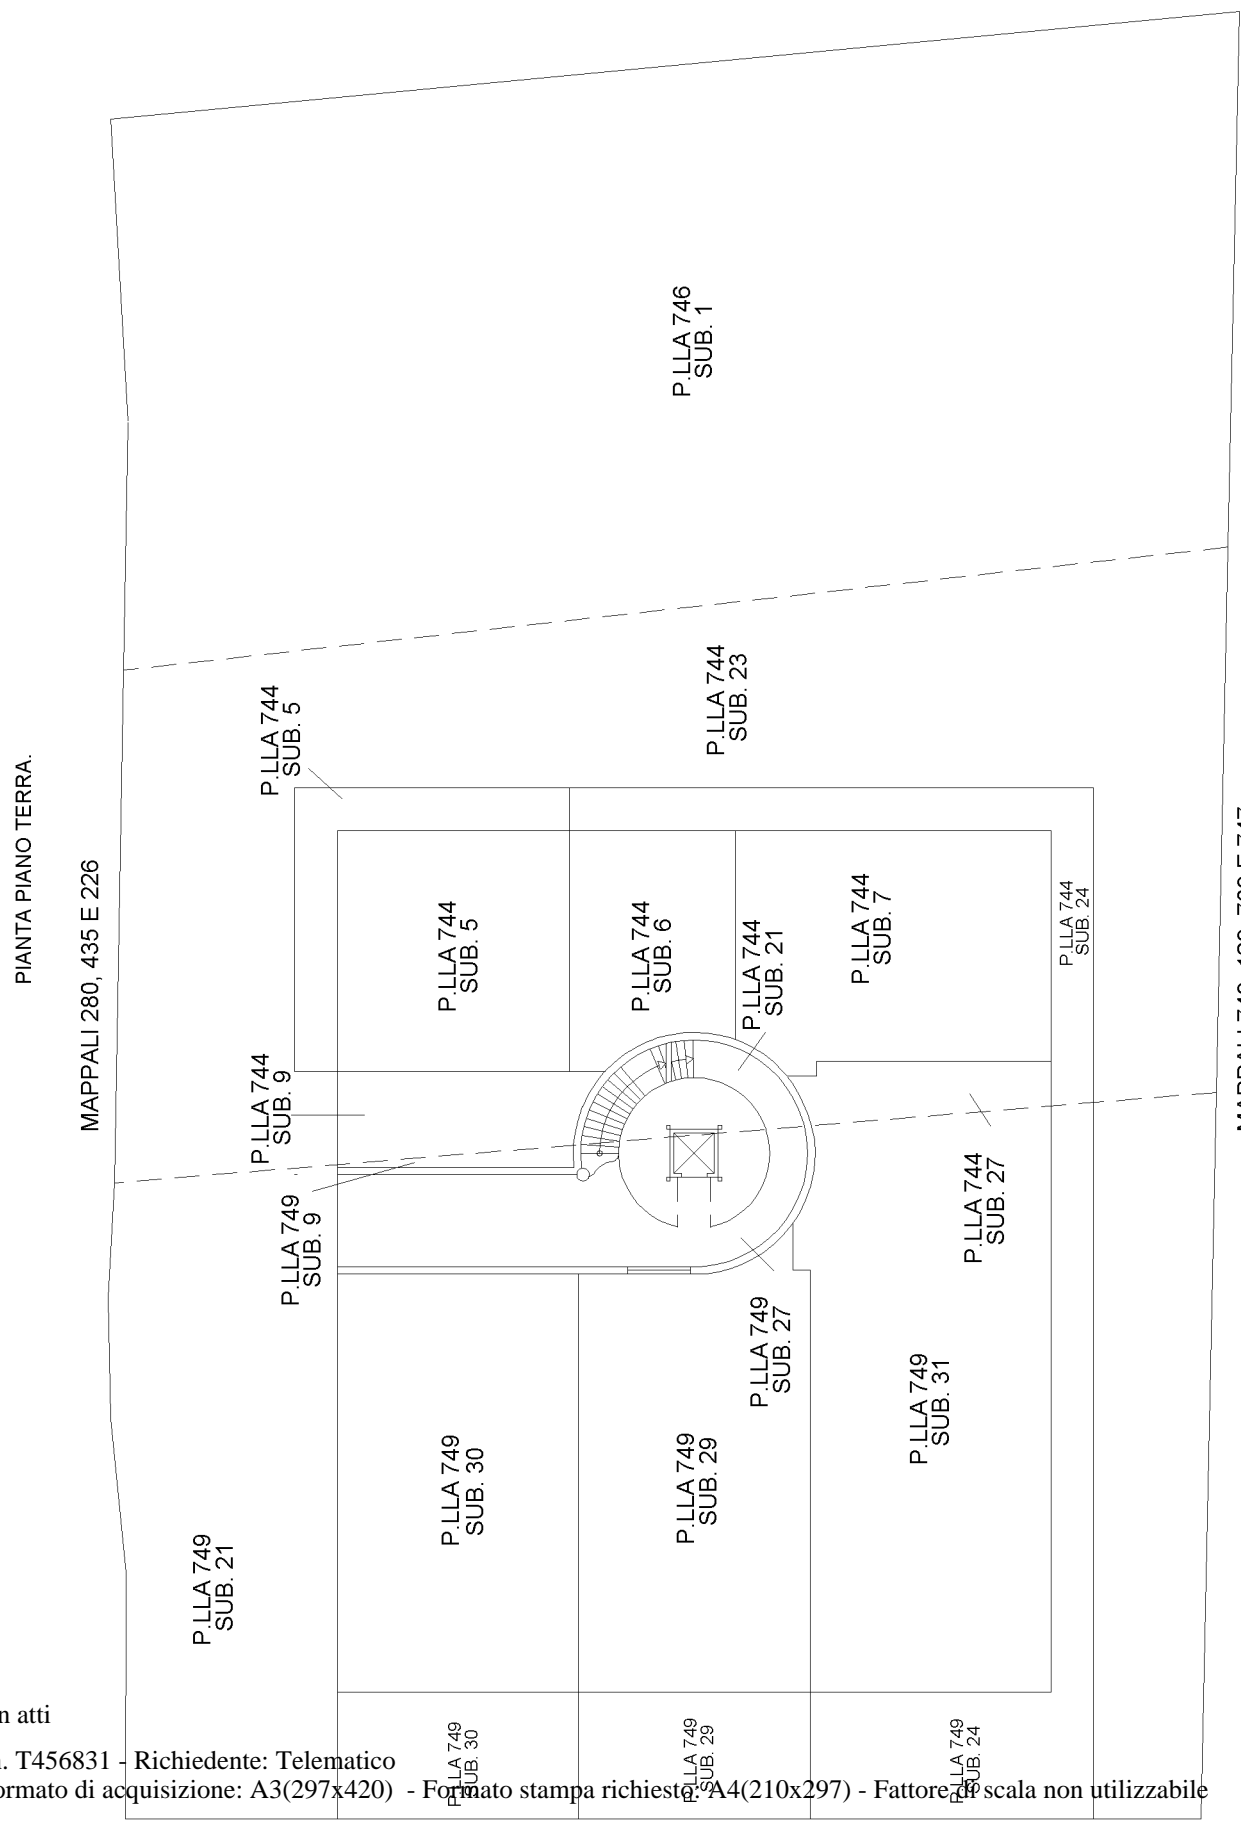 PIANTA PIANO TERRA.
MAPPALI 280, 435 E 226
P.LLA 746
SUB. 1
P.LLA 744
SUB. 23
P.LLA 744
SUB. 5
P.LLA 744
SUB. 5
P.LLA 744
SUB. 6
P.LLA 744
SUB. 7
P.LLA 744
SUB. 24
P.LLA 744
SUB. 21
P.LLA 744
SUB. 9
P.LLA 749
SUB. 9
P.LLA 744
SUB. 27
P.LLA 749
SUB. 27
P.LLA 749
SUB. 31
P.LLA 749
SUB. 30
P.LLA 749
SUB. 29
P.LLA 749
SUB. 21
P.LLA 749
SUB. 30
P.LLA 749
SUB. 29
P.LLA 749
SUB. 24
MAPPALI
E 747
n atti
n. T456831 - Richiedente: Telematico
ormato di acquisizione: A3(297x420) - Formato stampa richiesto: A4(210x297) - Fattore di scala non utilizzabile